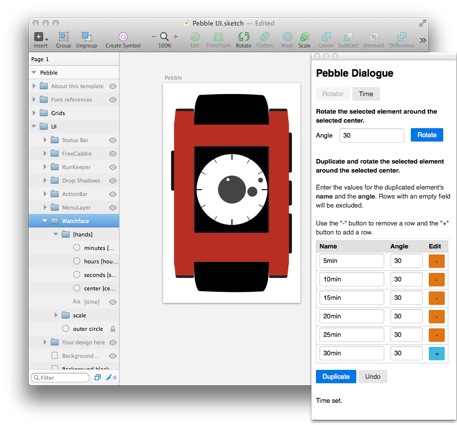 Pebble UI.sketch — Edited
Insert
Group
Ungroup
Create Symbol
100%
Edit
Transform
Rotate
Flatten
Mask
Scale
Union
Subtract
Intersect
Difference
Page 1
Pebble
About this template
Font references
Grids
UI
Status Bar
FreeCaddie
RunKeeper
Drop Shadows
ActionBar
MenuLayer
Watchface
[hands]
minutes [...
hours [hou...
seconds [s...
center [ce...
Aa [time]
scale
outer circle
Your design here
Background...
Background black
Filter
Pebble
Pebble Dialogue
Rotator
Time
Rotate the selected element around the
selected center.
Angle
30
Rotate
Duplicate and rotate the selected element
around the selected center.
Enter the values for the duplicated element's
name and the angle. Rows with an empty field
will be excluded.
Use the "-" button to remove a row and the "+"
button to add a row.
Name Angle Edit
5min 30 -
10min 30 -
15min 30 -
20min 30 -
25min 30 -
30min 30 +
Duplicate
Undo
Time set.